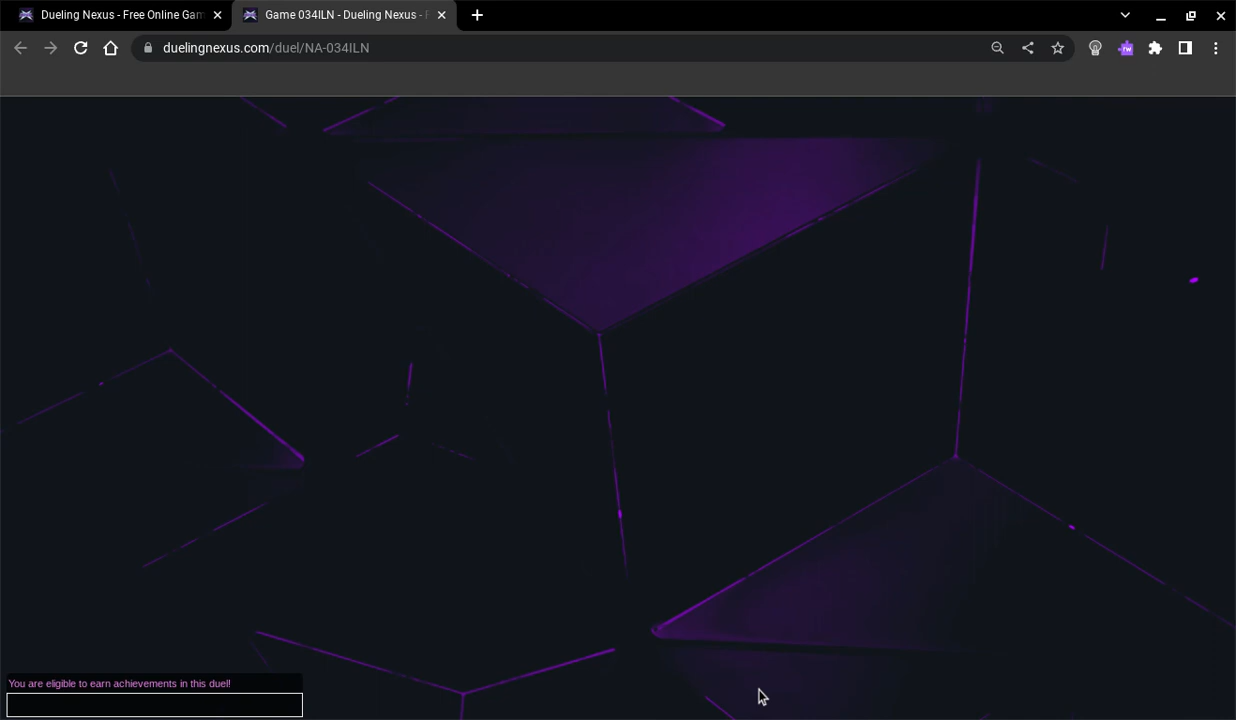 Dueling Nexus - Free Online Gam
Game 034ILN - Dueling Nexus - F
duelingnexus.com/duel/NA-034ILN
rw
You are eligible to earn achievements in this duel!